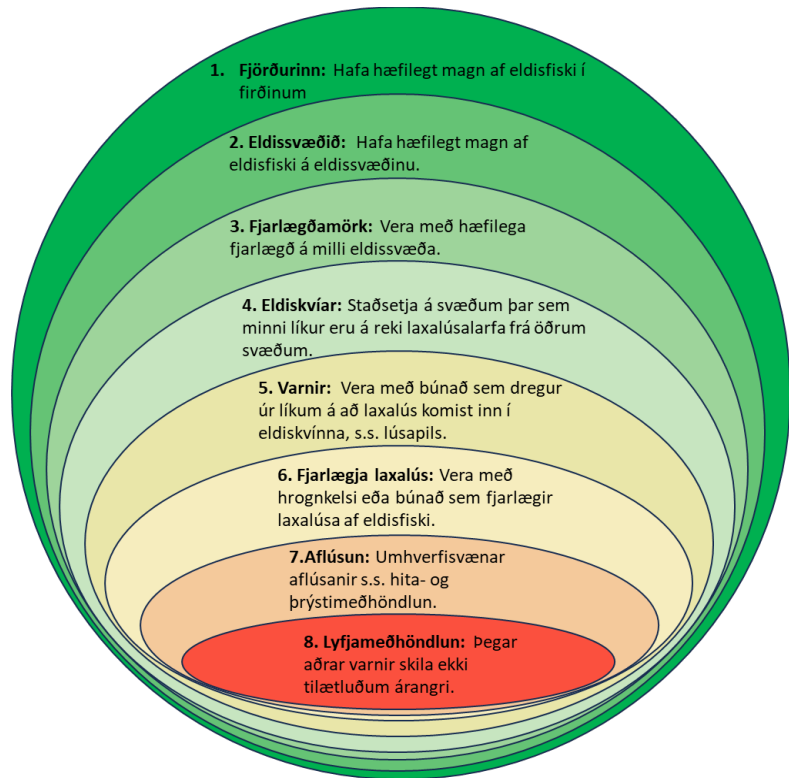 1. Fjörðurinn: Hafa hæfilegt magn af eldisfiski í
firðinum
2. Eldissvæðið: Hafa hæfilegt magn af
eldisfiski á eldissvæðinu.
3. Fjarlægðamörk: Vera með hæfilega
fjarlægð á milli eldissvæða.
4. Eldiskvíar: Staðsetja á svæðum þar sem
minni líkur eru á reki laxalúsalarfa frá öðrum
svæðum.
5. Varnir: Vera með búnað sem dregur
úr líkum á að laxalús komist inn í
eldiskvínna, s.s. lúsapils.
6. Fjarlægja laxalús: Vera með
hrognkelsi eða búnað sem fjarlægir
laxalúsa af eldisfiski.
7.Aflúsun: Umhverfisvænar
aflúsanir s.s. hita- og
þrýstimeðhöndlun.
8. Lyfjameðhöndlun: Þegar
aðrar varnir skila ekki
tilætluðum árangri.